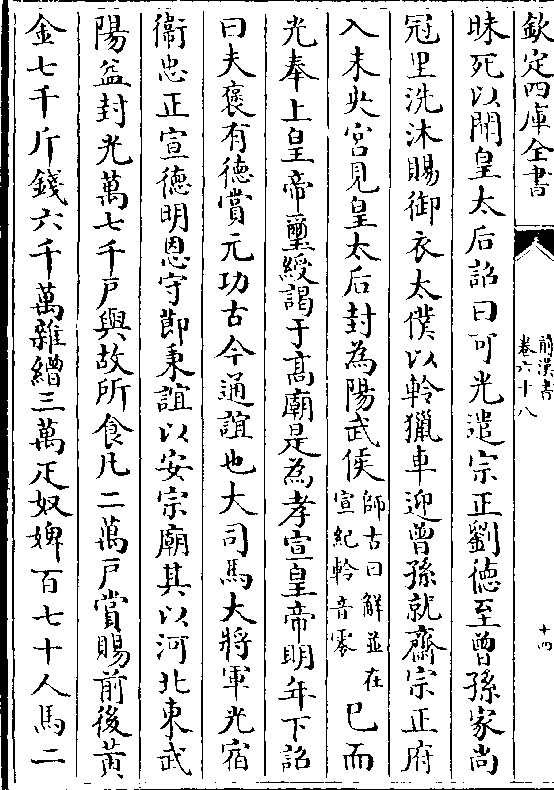 欽定四庫全書
前漢書
卷六十八
十四
昧死以聞皇太后詔曰可光遣宗正劉德至曾孫家尚
冠里洗沐賜御衣太僕以軨獵車迎曾孫就齋宗正府
入未央宮見皇太后封為陽武侯師古曰解並在宣紀軨音零已而
光奉上皇帝璽綬謁于髙廟是為孝宣皇帝明年下詔
曰夫褒有德賞元功古今通誼也大司馬大將軍光宿
衞忠正宣德明恩守節秉誼以安宗廟其以河北東武
陽益封光萬七千户與故所食凡二萬户賞賜前後黃
金七千斤錢六千萬雜繒三萬疋奴婢百七十人馬二